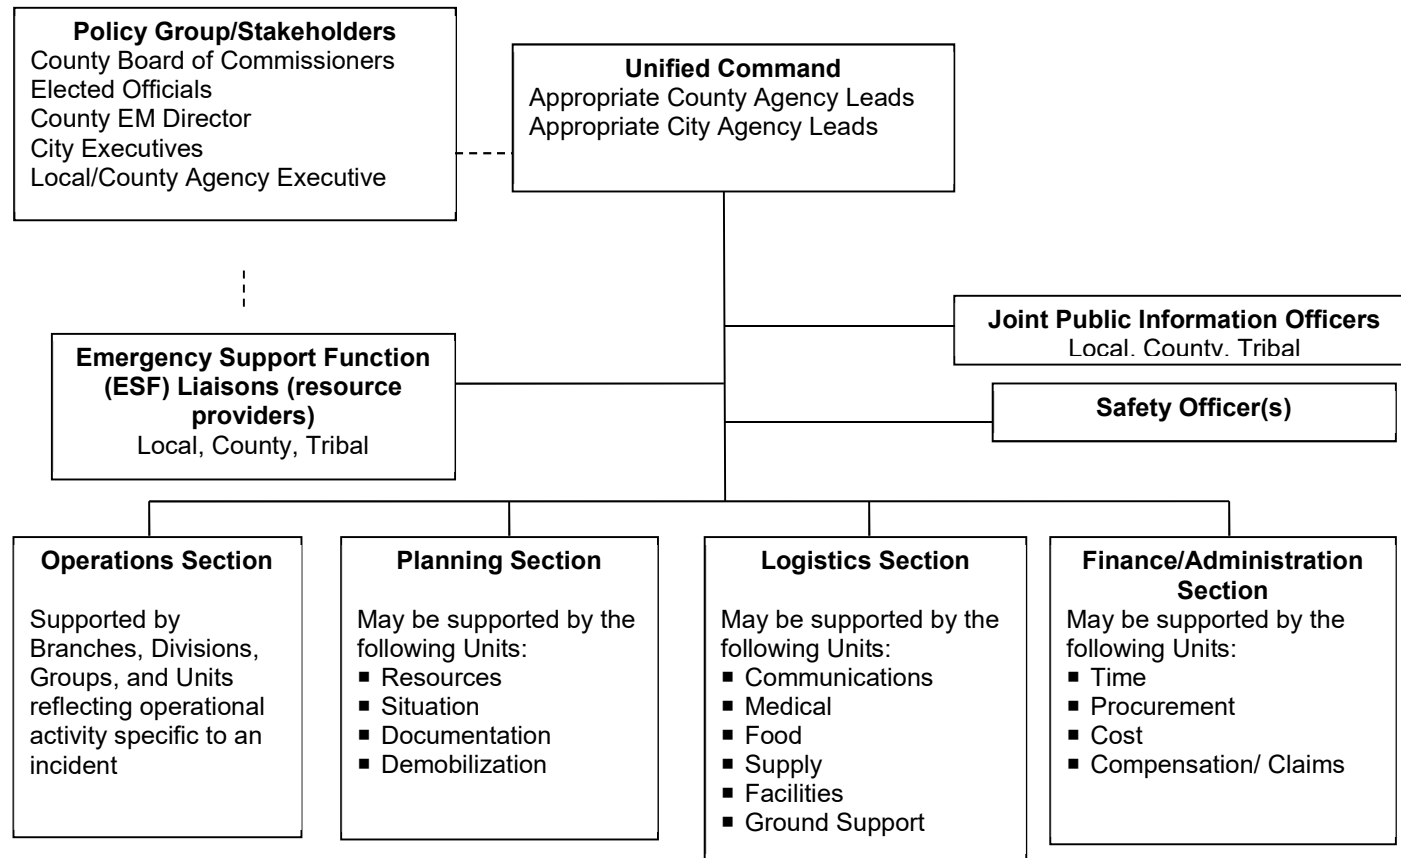 Policy Group/Stakeholders
County Board of Commissioners
Elected Officials
County EM Director
City Executives
Local/County Agency Executive
Unified Command
Appropriate County Agency Leads
Appropriate City Agency Leads
Joint Public Information Officers
Local, County, Tribal
Emergency Support Function
(ESF) Liaisons (resource
providers)
Local, County, Tribal
Safety Officer(s)
Operations Section
Supported by
Branches, Divisions,
Groups, and Units
reflecting operational
activity specific to an
incident
Planning Section
May be supported by the
following Units:
▪ Resources
▪ Situation
▪ Documentation
▪ Demobilization
Logistics Section
May be supported by the
following Units:
▪ Communications
▪ Medical
▪ Food
▪ Supply
▪ Facilities
▪ Ground Support
Finance/Administration
Section
May be supported by the
following Units:
▪ Time
▪ Procurement
▪ Cost
▪ Compensation/ Claims